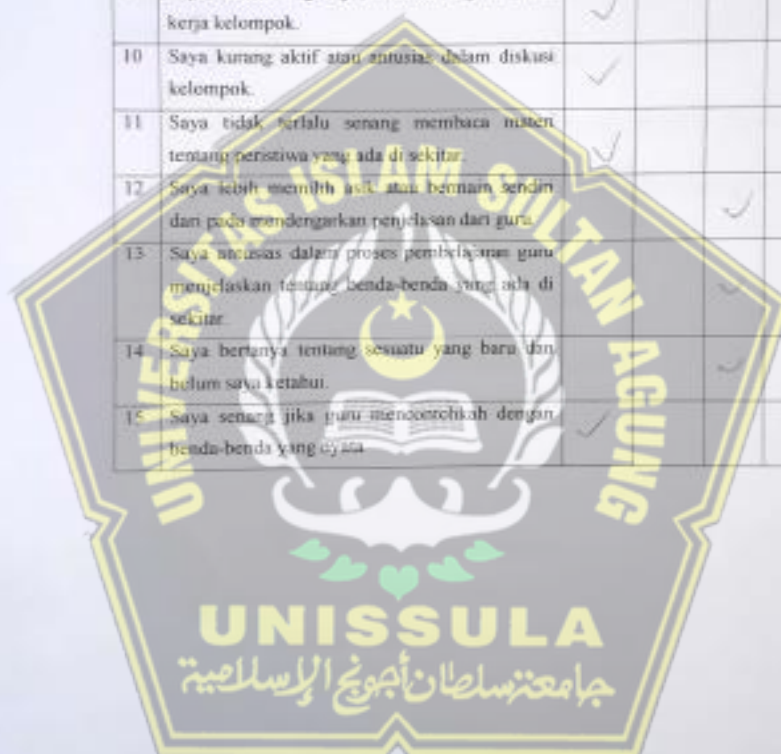 kerja kelompok.
10 Saya kurang aktif atau antusias dalam diskusi
kelompok.
11 Saya tidak terlalu senang membaca materi
tentang peristiwa yang ada di sekitar.
12 Saya lebih memilih asik atau bermain sendiri
dari pada mendengarkan penjelasan dari guru.
13 Saya antusias dalam proses pembelajaran guru
menjelaskan tentang benda-benda yang ada di
sekitar.
14 Saya bertanya tentang sesuatu yang baru dan
belum saya ketahui.
15 Saya senang jika guru mencontohkah dengan
benda-benda yang nyata
UNIVERSITAS ISLAM SULTAN AGUNG
UNISSULA
جامعة سلطان أجونج الإسلامية